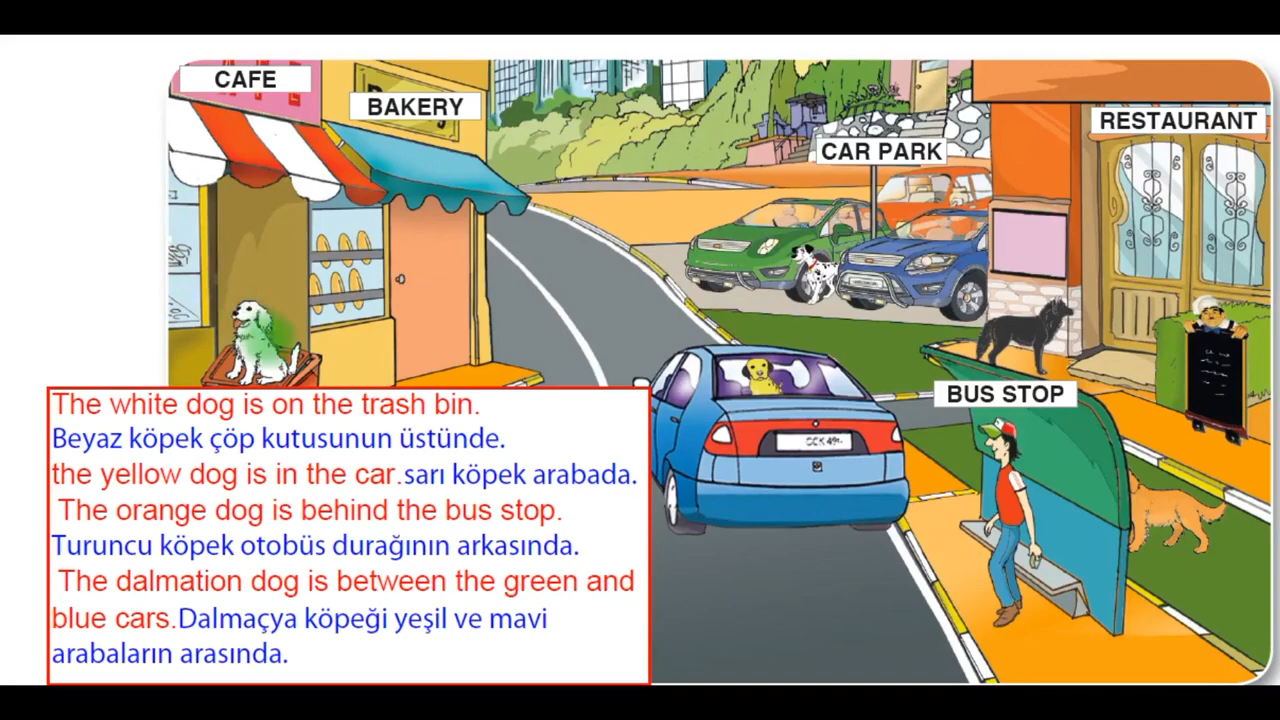 CAFE
BAKERY
CAR PARK
RESTAURANT
BUS STOP
The white dog is on the trash bin.
Beyaz köpek çöp kutusunun üstünde.
the yellow dog is in the car.sarı köpek arabada.
The orange dog is behind the bus stop.
Turuncu köpek otobüs durağının arkasında.
The dalmation dog is between the green and
blue cars.Dalmaçya köpeği yeşil ve mavi
arabaların arasında.